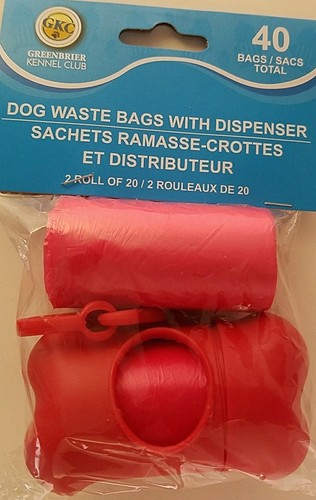 GKC
GREENBRIER
KENNEL CLUB
40
BAGS / SACS
TOTAL
DOG WASTE BAGS WITH DISPENSER
SACHETS RAMASSE-CROTTES
ET DISTRIBUTEUR
2 ROLL OF 20 / 2 ROULEAUX DE 20